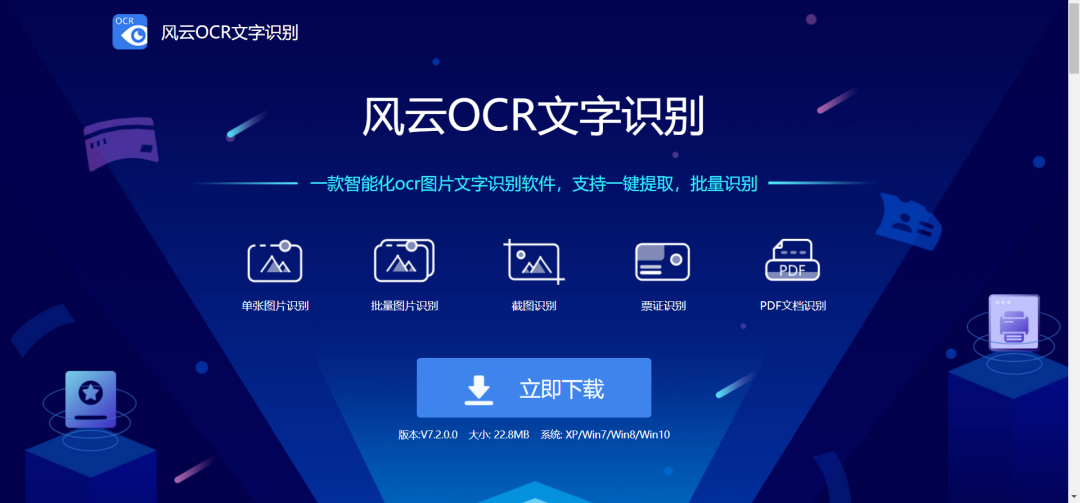 OCR
风云OCR文字识别
风云OCR文字识别
一款智能化ocr图片文字识别软件，支持一键提取，批量识别
PDF
单张图片识别 批量图片识别 截图识别 票证识别 PDF文档识别
立即下载
版本:V7.2.0.0 大小: 22.8MB 系统: XP/Win7/Win8/Win10